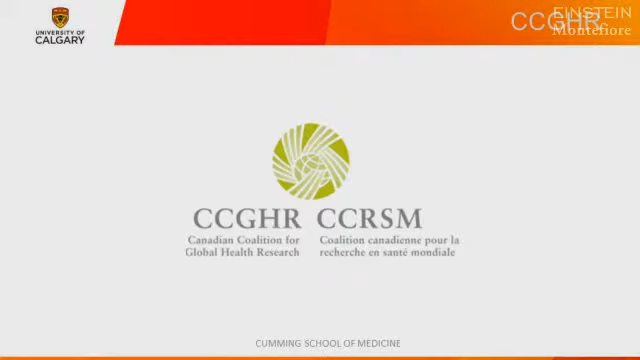 UNIVERSITY OF
CALGARY
CCGHR
EINSTEIN
Montefiore
CCGHR CCRSM
Canadian Coalition for
Global Health Research
Coalition canadienne pour la
recherche en santé mondiale
CUMMING SCHOOL OF MEDICINE